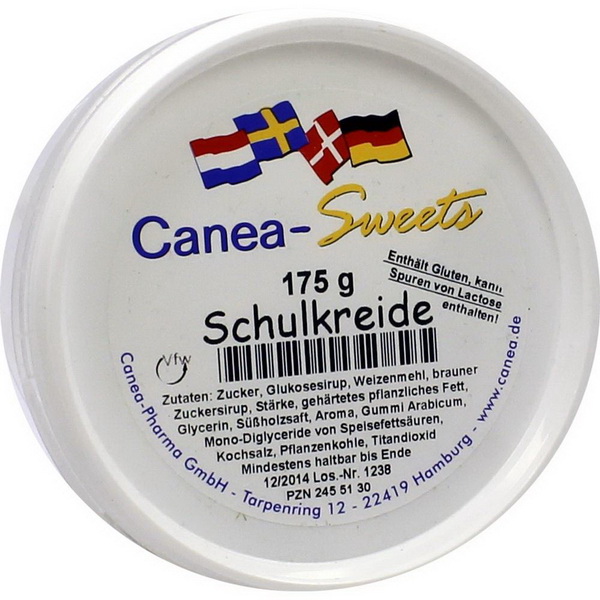 Canea-Sweets
Enthält Gluten, kann
Spuren von Lactose
enthalten!
175 g
Schulkreide
Vfw
Zutaten: Zucker, Glukosesirup, Weizenmehl, brauner
Zuckersirup, Stärke, gehärtetes pflanzliches Fett,
Glycerin, Süßholzsaft, Aroma, Gummi Arabicum,
Mono-Diglyceride von Speisefettsäuren,
Kochsalz, Pflanzenkohle, Titandioxid
Mindestens haltbar bis Ende
12/2014 Los.-Nr. 1238
PZN 245 51 30
Canea-Pharma GmbH - Tarpenring 12 - 22419 Hamburg - www.canea.de